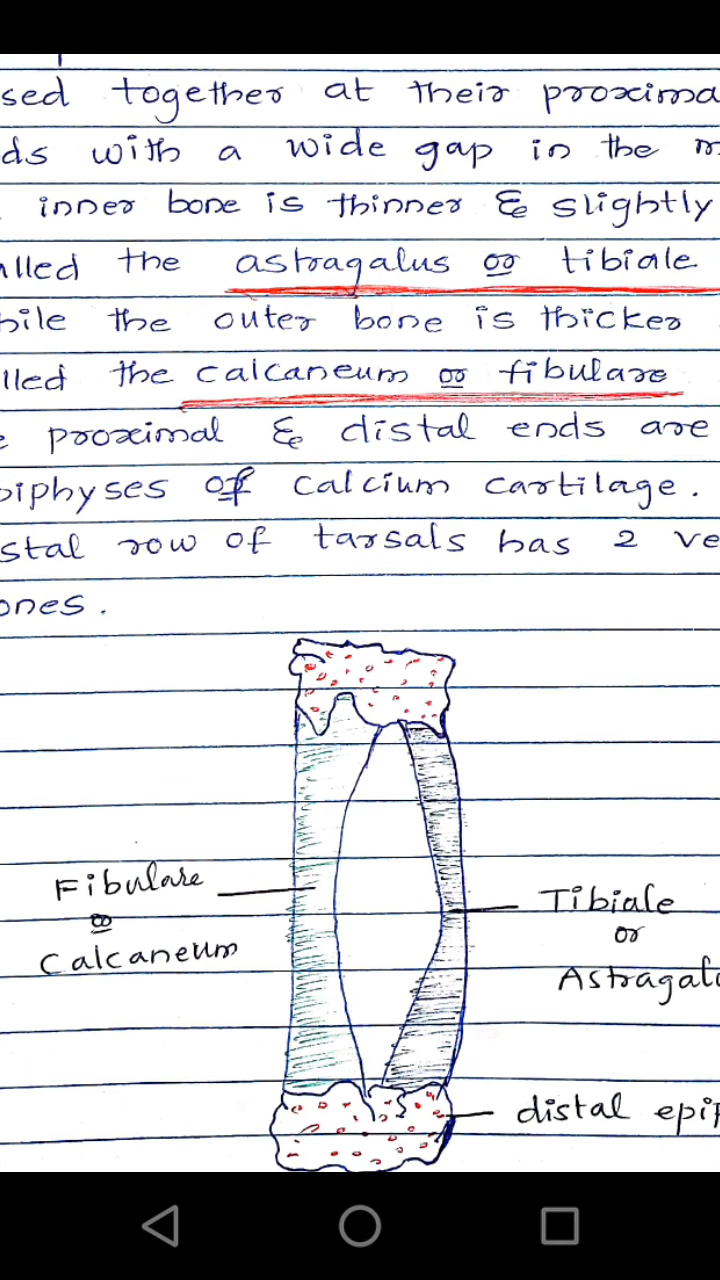 sed together at their proxima
ds with a wide gap in the m
inner bone is thinner & slightly
lled the astragalus or tibiale
hile the outer bone is thicker
lled the calcaneum or fibulare
e proximal & distal ends are
piphyses of calcium cartilage.
stal row of tarsals has 2 ve
ones.
Fibulare
or
Calcaneum
Tibiale
or
Astragal
distal epip